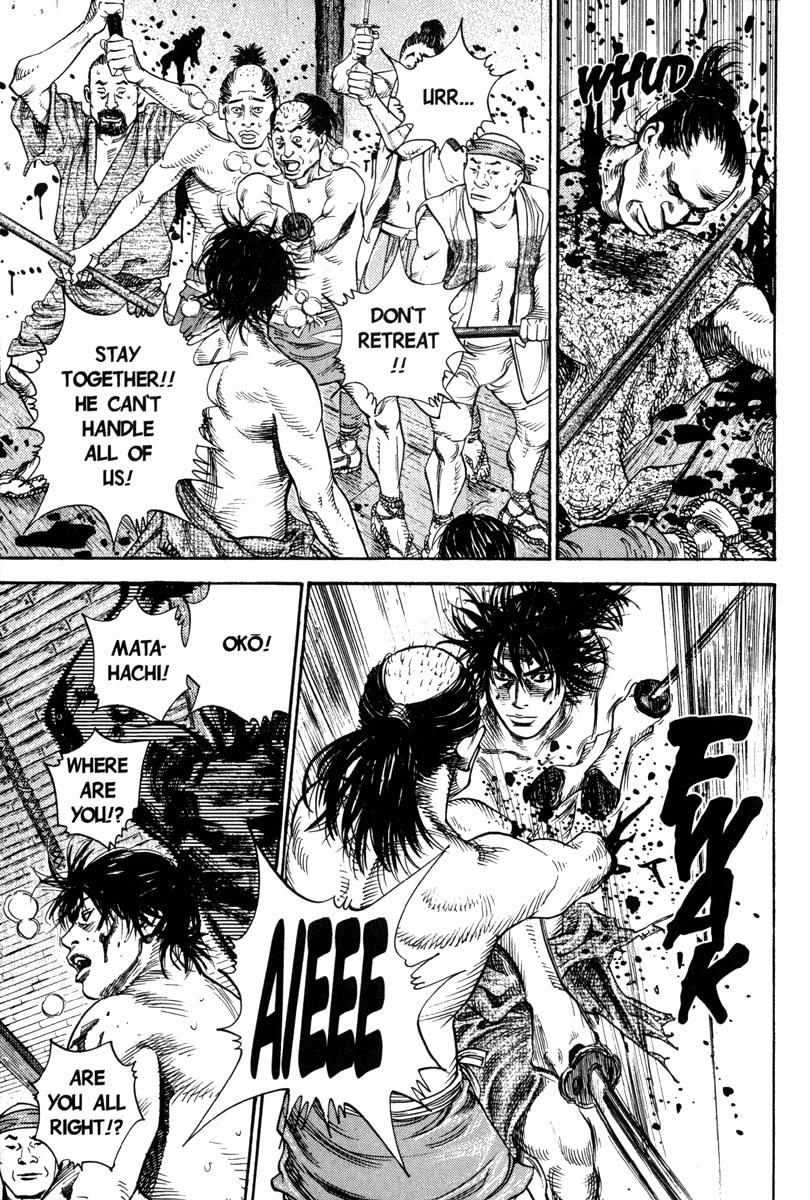 WHUD
URR...
DON'T
RETREAT
!!
STAY
TOGETHER!!
HE CAN'T
HANDLE
ALL OF
US!
FWAK
AIEEE
OKŌ!
MATA-
HACHI!
WHERE
ARE
YOU!?
ARE
YOU ALL
RIGHT!?